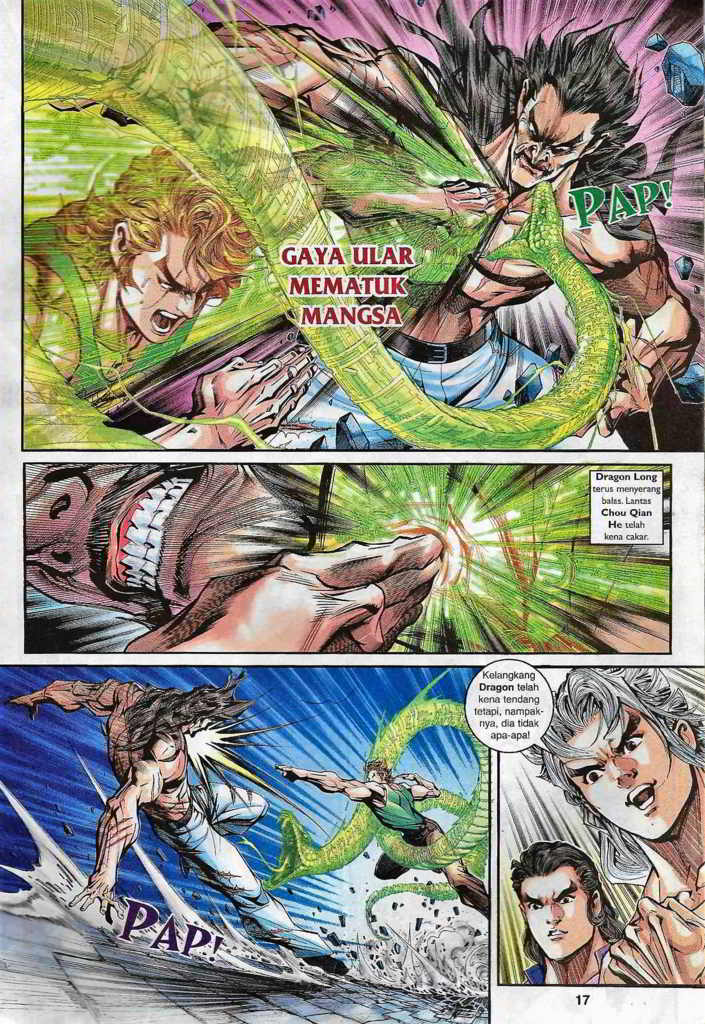 PAP!
GAYA ULAR
MEMATUK
MANGSA
Dragon Long
terus menyerang
balas. Lantas
Chou Qian
He telah
kena cakar.
Kelangkang
Dragon telah
kena tendang
tetapi, nampak-
nya, dia tidak
apa-apa!
PAP!
17